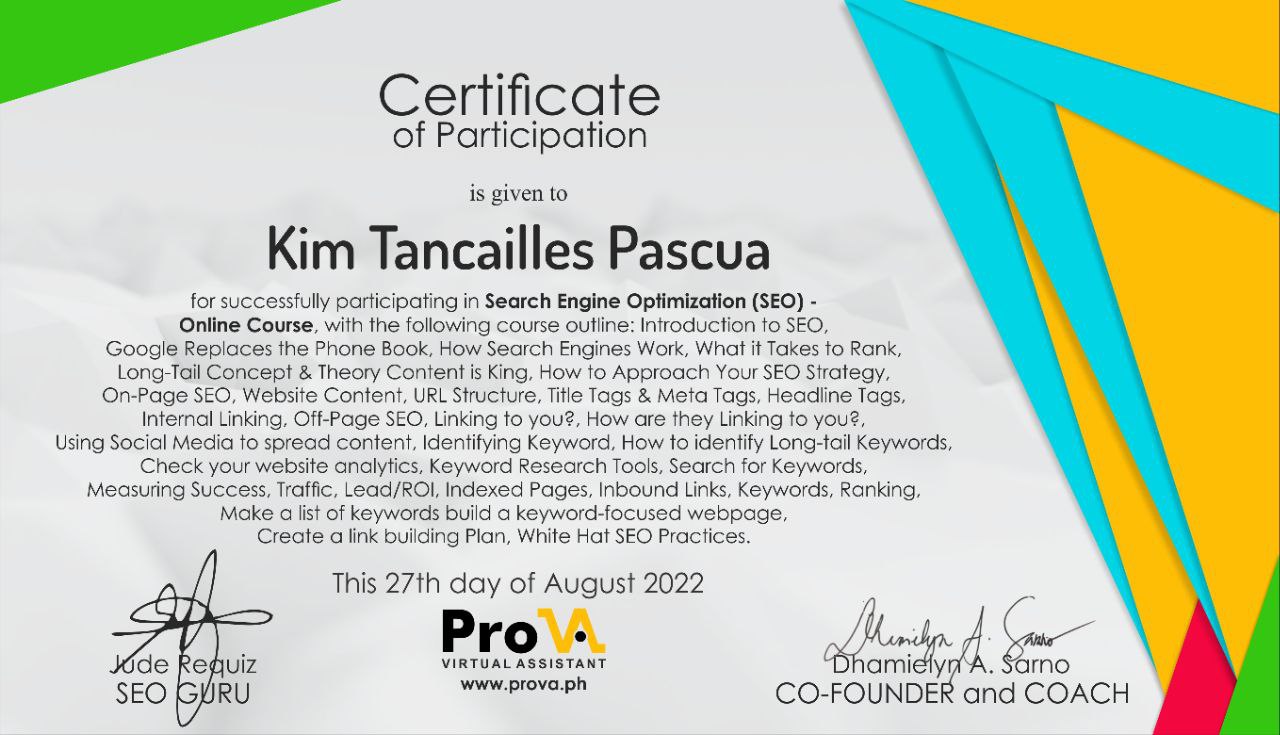 Certificate
of Participation
is given to
Kim Tancailles Pascua
for successfully participating in Search Engine Optimization (SEO) -
Online Course, with the following course outline: Introduction to SEO,
Google Replaces the Phone Book, How Search Engines Work, What it Takes to Rank,
Long-Tail Concept & Theory Content is King, How to Approach Your SEO Strategy,
On-Page SEO, Website Content, URL Structure, Title Tags & Meta Tags, Headline Tags,
Internal Linking, Off-Page SEO, Linking to you?, How are they Linking to you?,
Using Social Media to spread content, Identifying Keyword, How to identify Long-tail Keywords,
Check your website analytics, Keyword Research Tools, Search for Keywords,
Measuring Success, Traffic, Lead/ROI, Indexed Pages, Inbound Links, Keywords, Ranking,
Make a list of keywords build a keyword-focused webpage,
Create a link building Plan, White Hat SEO Practices.
This 27th day of August 2022
Jude Requiz
SEO GURU
ProVA
VIRTUAL ASSISTANT
www.prova.ph
Dhamielyn A. Sarno
Dhamielyn A. Sarno
CO-FOUNDER and COACH